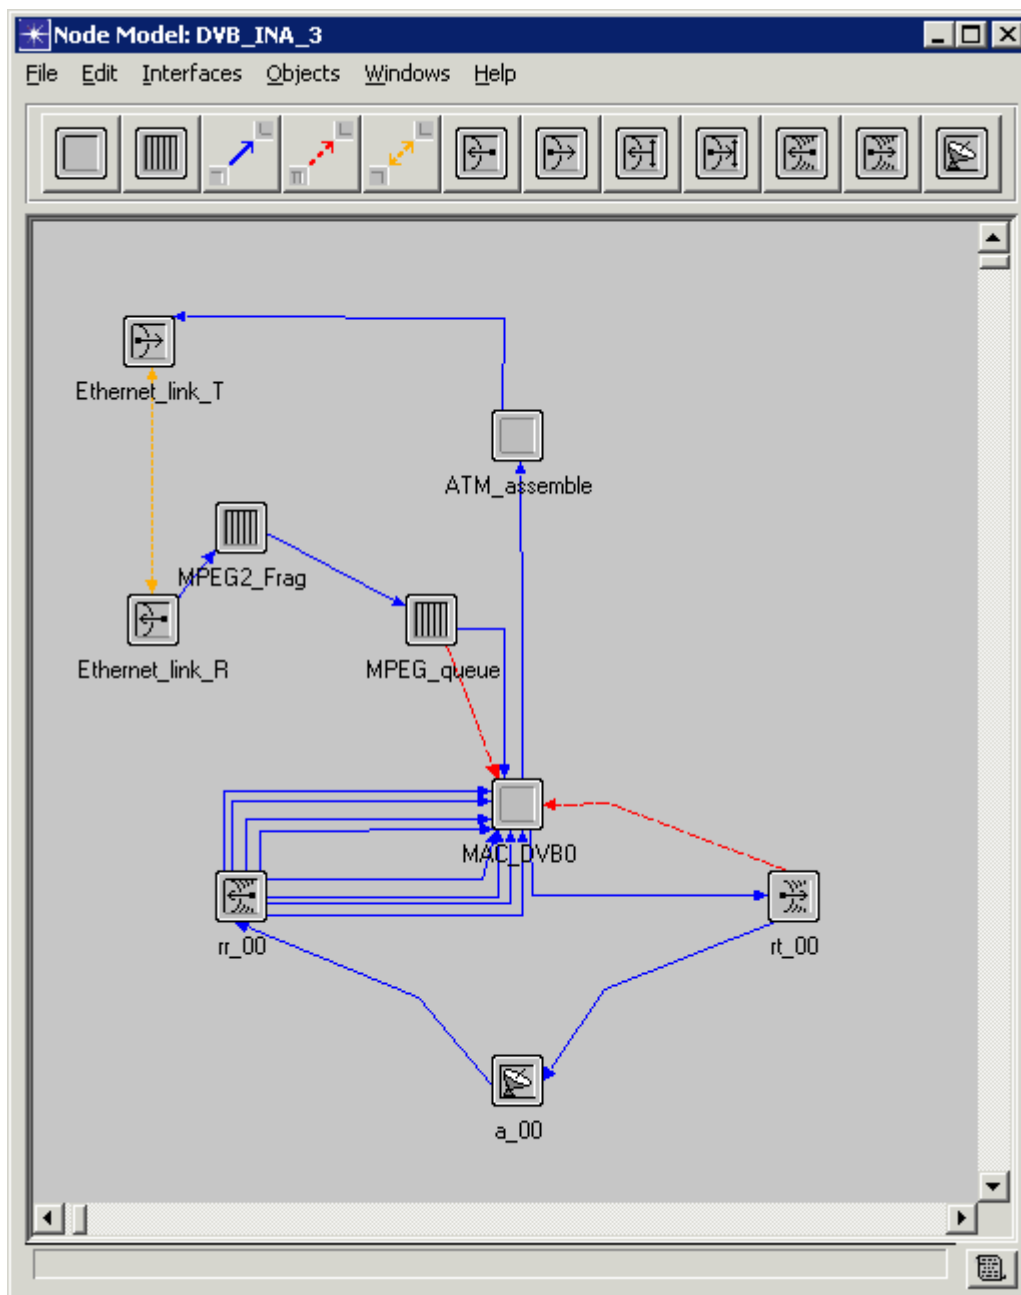 Node Model: DVB_INA_3
File Edit Interfaces Objects Windows Help
Ethernet_link_T
ATM_assemble
MPEG2_Frag
Ethernet_link_R
MPEG_queue
MAC_DVB0
rr_00
rt_00
a_00